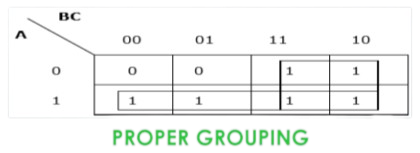 BC
A
00 01 11 10
0 0 0 1 1
1 1 1 1 1
PROPER GROUPING